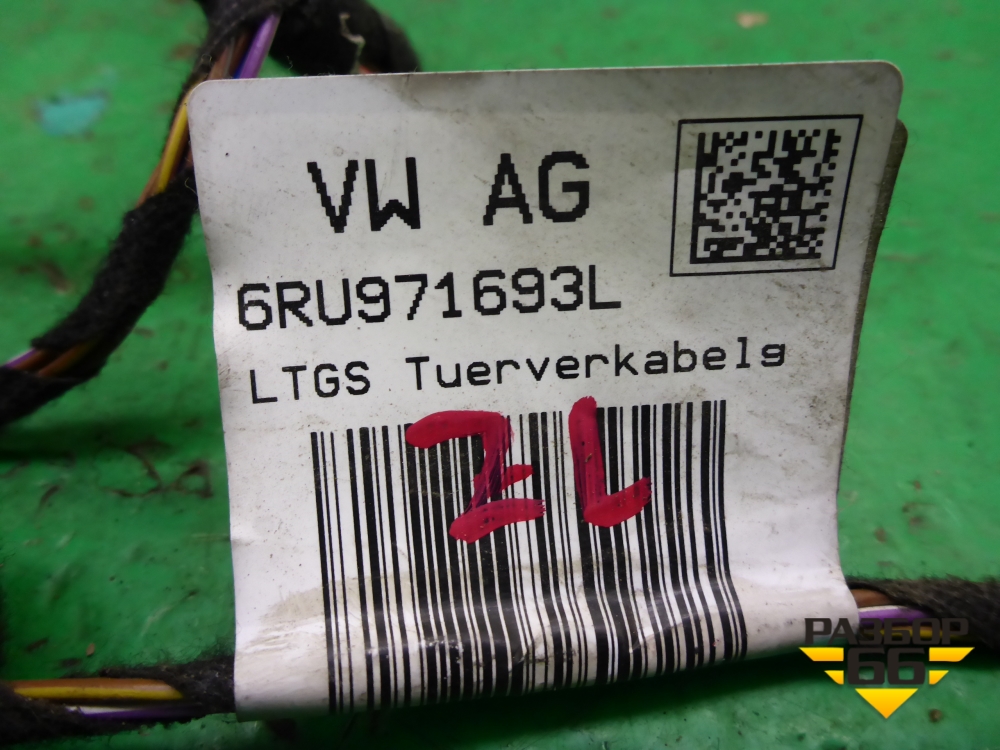 VW AG
6RU971693L
LTGS Tuerverkabelg
ZL
РАЗБОР
66